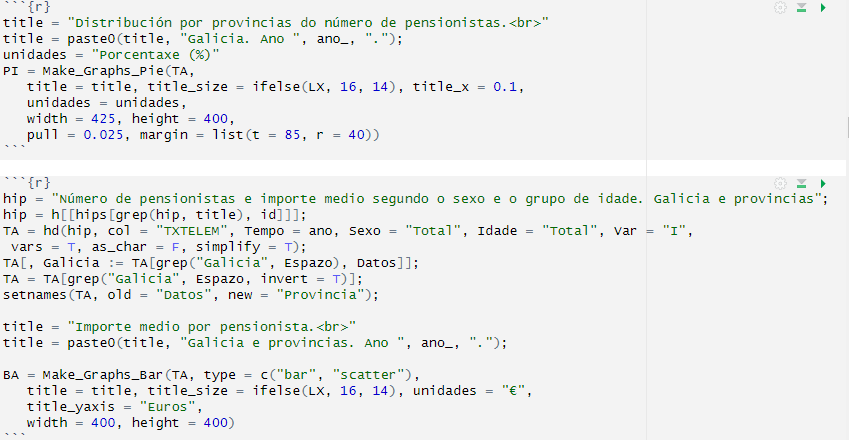 ```{r}
title = "Distribución por provincias do número de pensionistas.<br>"
title = paste0(title, "Galicia. Ano ", ano_, ".");
unidades = "Porcentaxe (%)"
PI = Make_Graphs_Pie(TA,
   title = title, title_size = ifelse(LX, 16, 14), title_x = 0.1,
   unidades = unidades,
   width = 425, height = 400,
   pull = 0.025, margin = list(t = 85, r = 40))
```
```{r}
hip = "Número de pensionistas e importe medio segundo o sexo e o grupo de idade. Galicia e provincias";
hip = h[[hips[grep(hip, title), id]]];
TA = hd(hip, col = "TXTELEM", Tempo = ano, Sexo = "Total", Idade = "Total", Var = "I",
 vars = T, as_char = F, simplify = T);
TA[, Galicia := TA[grep("Galicia", Espazo), Datos]];
TA = TA[grep("Galicia", Espazo, invert = T)];
setnames(TA, old = "Datos", new = "Provincia");
title = "Importe medio por pensionista.<br>"
title = paste0(title, "Galicia e provincias. Ano ", ano_, ".");
BA = Make_Graphs_Bar(TA, type = c("bar", "scatter"),
   title = title, title_size = ifelse(LX, 16, 14), unidades = "€",
   title_yaxis = "Euros",
   width = 400, height = 400)
```